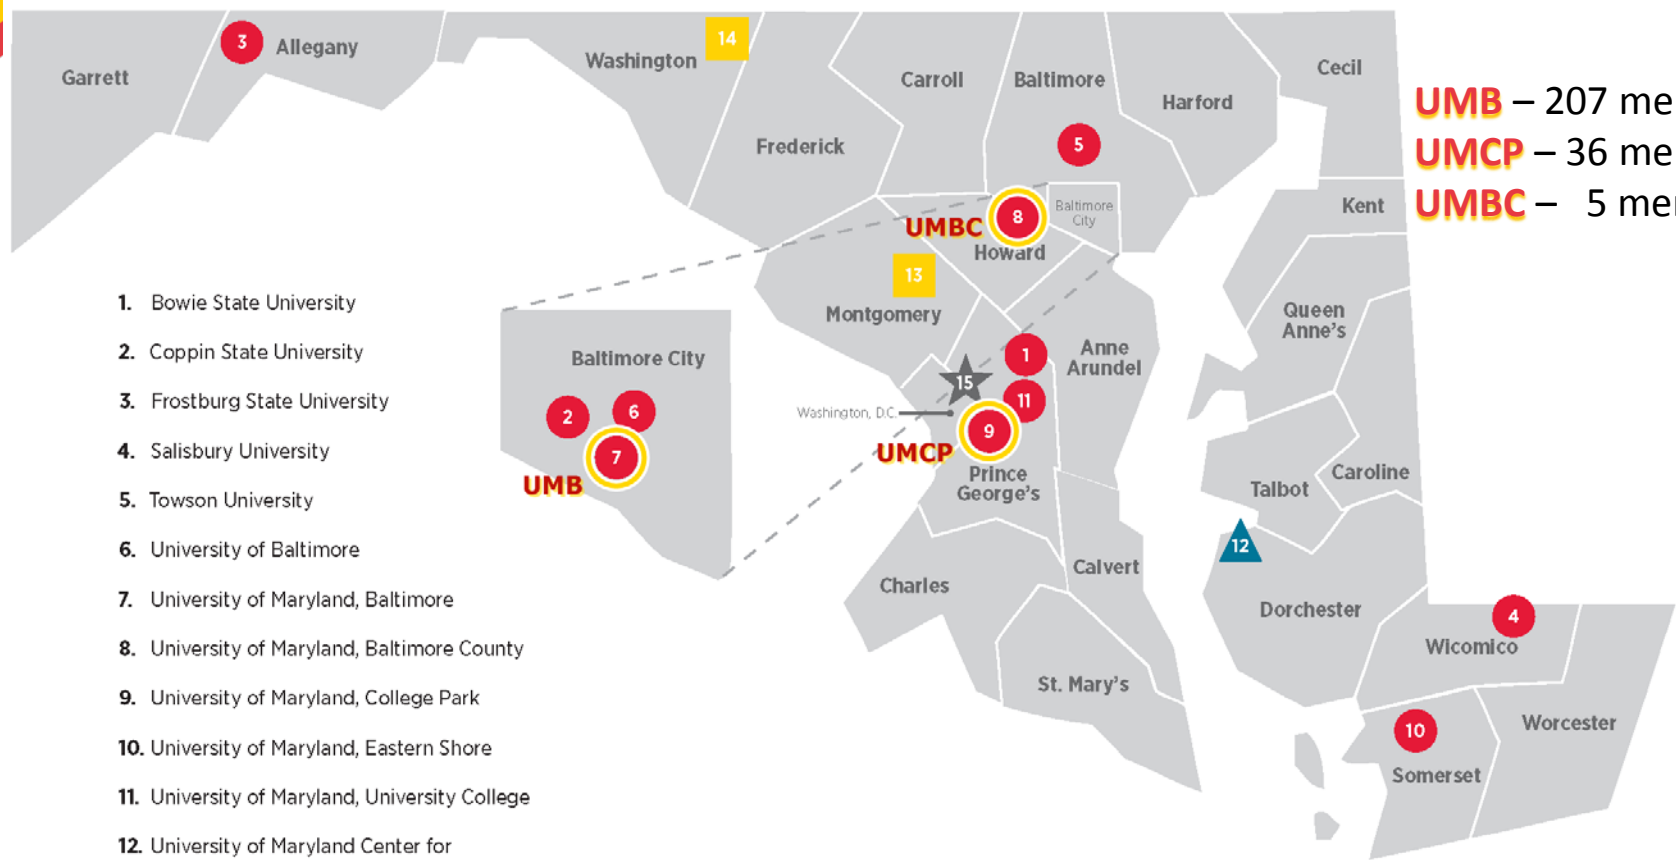 3
Allegany
Garrett
Washington
14
Frederick
Carroll
Baltimore
Harford
Cecil
5
UMB – 207 me
UMCP – 36 me
UMBC – 5
Kent
Baltimore
City
8
UMBC
Howard
13
Montgomery
Queen
Anne's
1
Anne
Arundel
15
11
Washington, D.C.
9
UMCP
Prince
George's
Baltimore City
2
6
7
UMB
Talbot
Caroline
12
Charles
Calvert
Dorchester
St. Mary's
4
Wicomico
10
Worcester
Somerset
1. Bowie State University
2. Coppin State University
3. Frostburg State University
4. Salisbury University
5. Towson University
6. University of Baltimore
7. University of Maryland, Baltimore
8. University of Maryland, Baltimore County
9. University of Maryland, College Park
10. University of Maryland, Eastern Shore
11. University of Maryland, University College
12. University of Maryland Center for